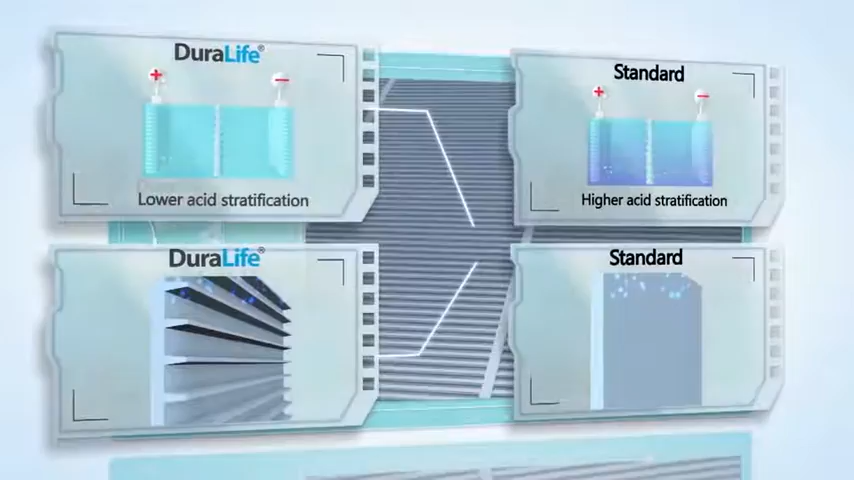 DuraLife®
Lower acid stratification
Standard
Higher acid stratification
DuraLife®
Standard